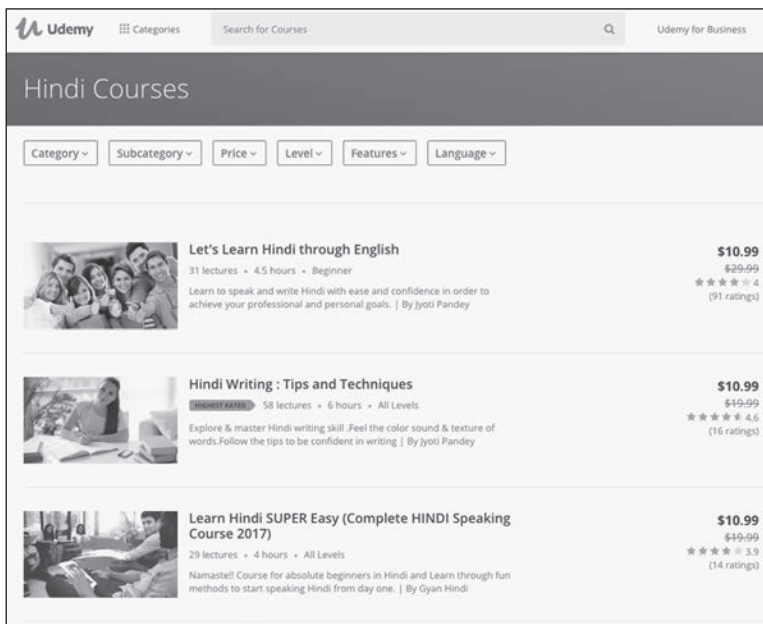 Udemy
Categories
Search for Courses
Udemy for Business
Hindi Courses
Category
Subcategory
Price
Level
Features
Language
Let's Learn Hindi through English
31 lectures • 4.5 hours • Beginner
Learn to speak and write Hindi with ease and confidence in order to
achieve your professional and personal goals. | By Jyoti Pandey
$10.99
$29.99
4
(91 ratings)
Hindi Writing : Tips and Techniques
HIGHEST RATED 58 lectures • 6 hours • All Levels
Explore & master Hindi writing skill .Feel the color sound & texture of
words.Follow the tips to be confident in writing | By Jyoti Pandey
$10.99
$19.99
4.6
(16 ratings)
Learn Hindi SUPER Easy (Complete HINDI Speaking
Course 2017)
29 lectures • 4 hours • All Levels
Namaste!! Course for absolute beginners in Hindi and Learn through fun
methods to start speaking Hindi from day one. | By Gyan Hindi
$10.99
$19.99
3.9
(14 ratings)